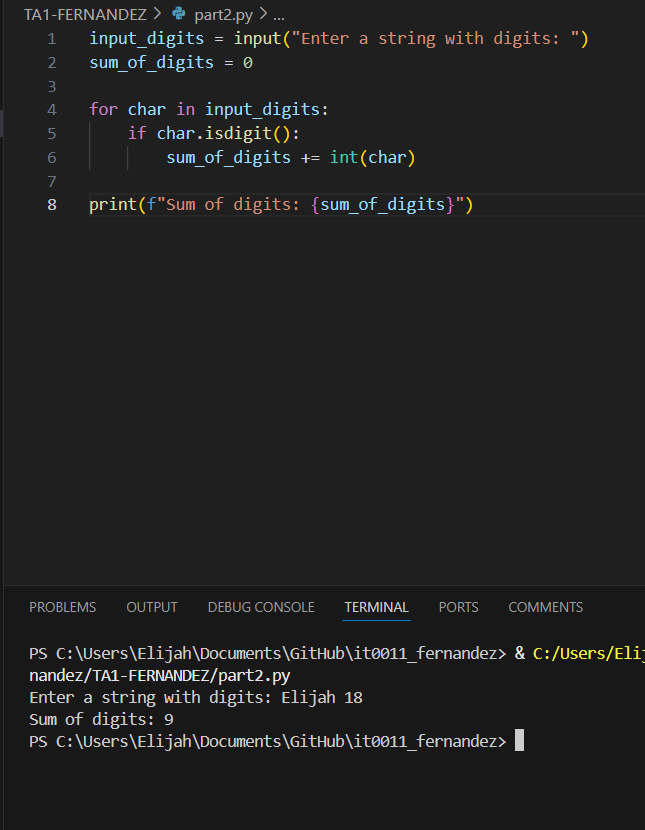 TA1-FERNANDEZ > part2.py > ...
1 input_digits = input("Enter a string with digits: ")
2 sum_of_digits = 0
3
4 for char in input_digits:
5     if char.isdigit():
6         sum_of_digits += int(char)
7
8 print(f"Sum of digits: {sum_of_digits}")
PROBLEMS OUTPUT DEBUG CONSOLE TERMINAL PORTS COMMENTS
PS C:\Users\Elijah\Documents\GitHub\it0011_fernandez> & C:/Users/Elij
nandez/TA1-FERNANDEZ/part2.py
Enter a string with digits: Elijah 18
Sum of digits: 9
PS C:\Users\Elijah\Documents\GitHub\it0011_fernandez>